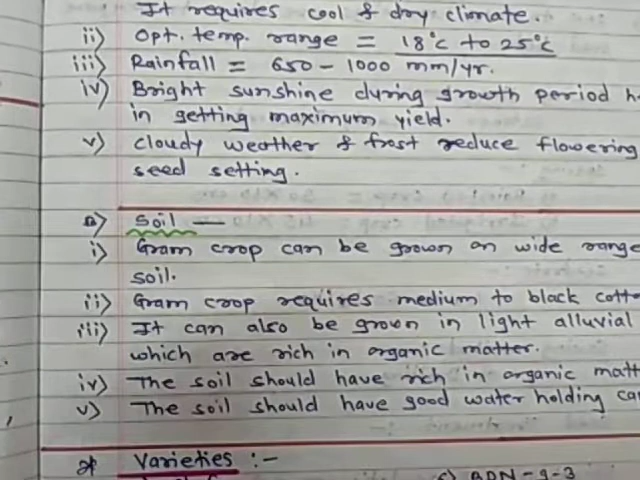 It requires cool & dry climate.
ii) Opt. temp. range = 18°c to 25°c
iii) Rainfall = 650 - 1000 mm/yr.
iv) Bright sunshine during growth period h
in getting maximum yield.
v) Cloudy weather & frost reduce flowering
seed setting.
Soil —
i) Gram crop can be grown on wide range
soil.
ii) Gram crop requires medium to black cotto
iii) It can also be grown in light alluvial
which are rich in organic matter.
iv) The soil should have rich in organic matt
v) The soil should have good water holding ca
* Varieties :-
BDN-9-3